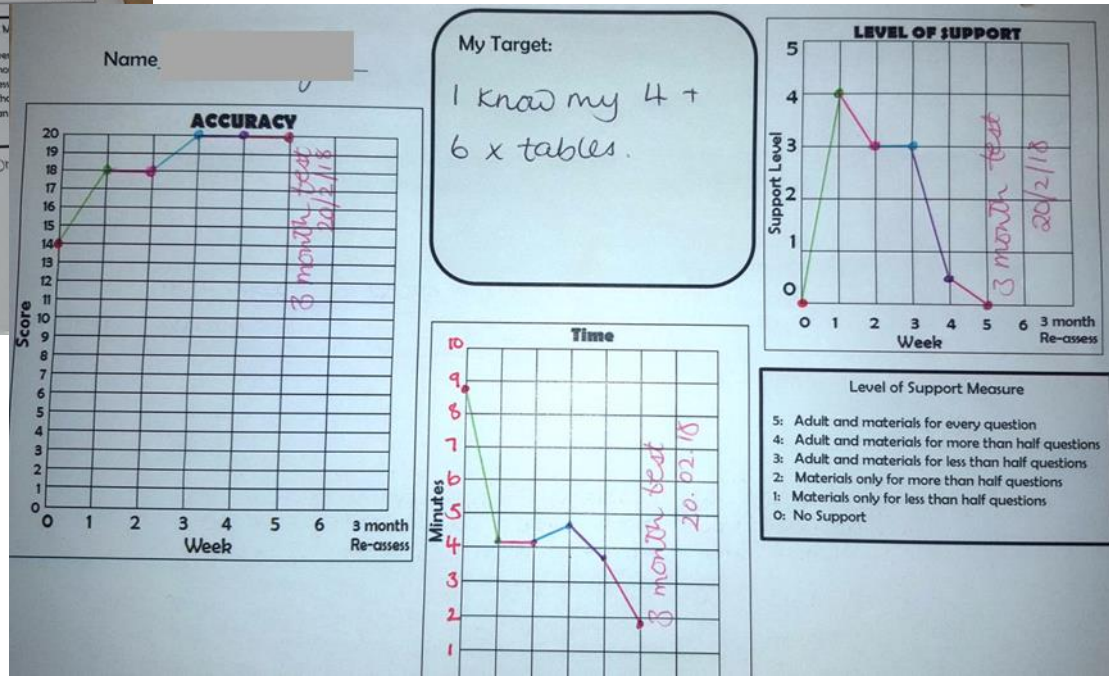 Name
ACCURACY
20
19
18
17
16
15
14
13
12
11
10
9
8
7
6
5
4
3
2
1
0
Score
0 1 2 3 4 5 6 3 month
Re-assess
Week
3 month test
20/2/18
My Target:
I know my 4 +
6 x tables.
Time
10
9
8
7
6
5
4
3
2
1
Minutes
3 month test
20.02.18
LEVEL OF SUPPORT
5
4
3
2
1
0
Support Level
0 1 2 3 4 5 6 3 month
Re-assess
Week
3 month test
20/2/18
Level of Support Measure
5: Adult and materials for every question
4: Adult and materials for more than half questions
3: Adult and materials for less than half questions
2: Materials only for more than half questions
1: Materials only for less than half questions
0: No Support